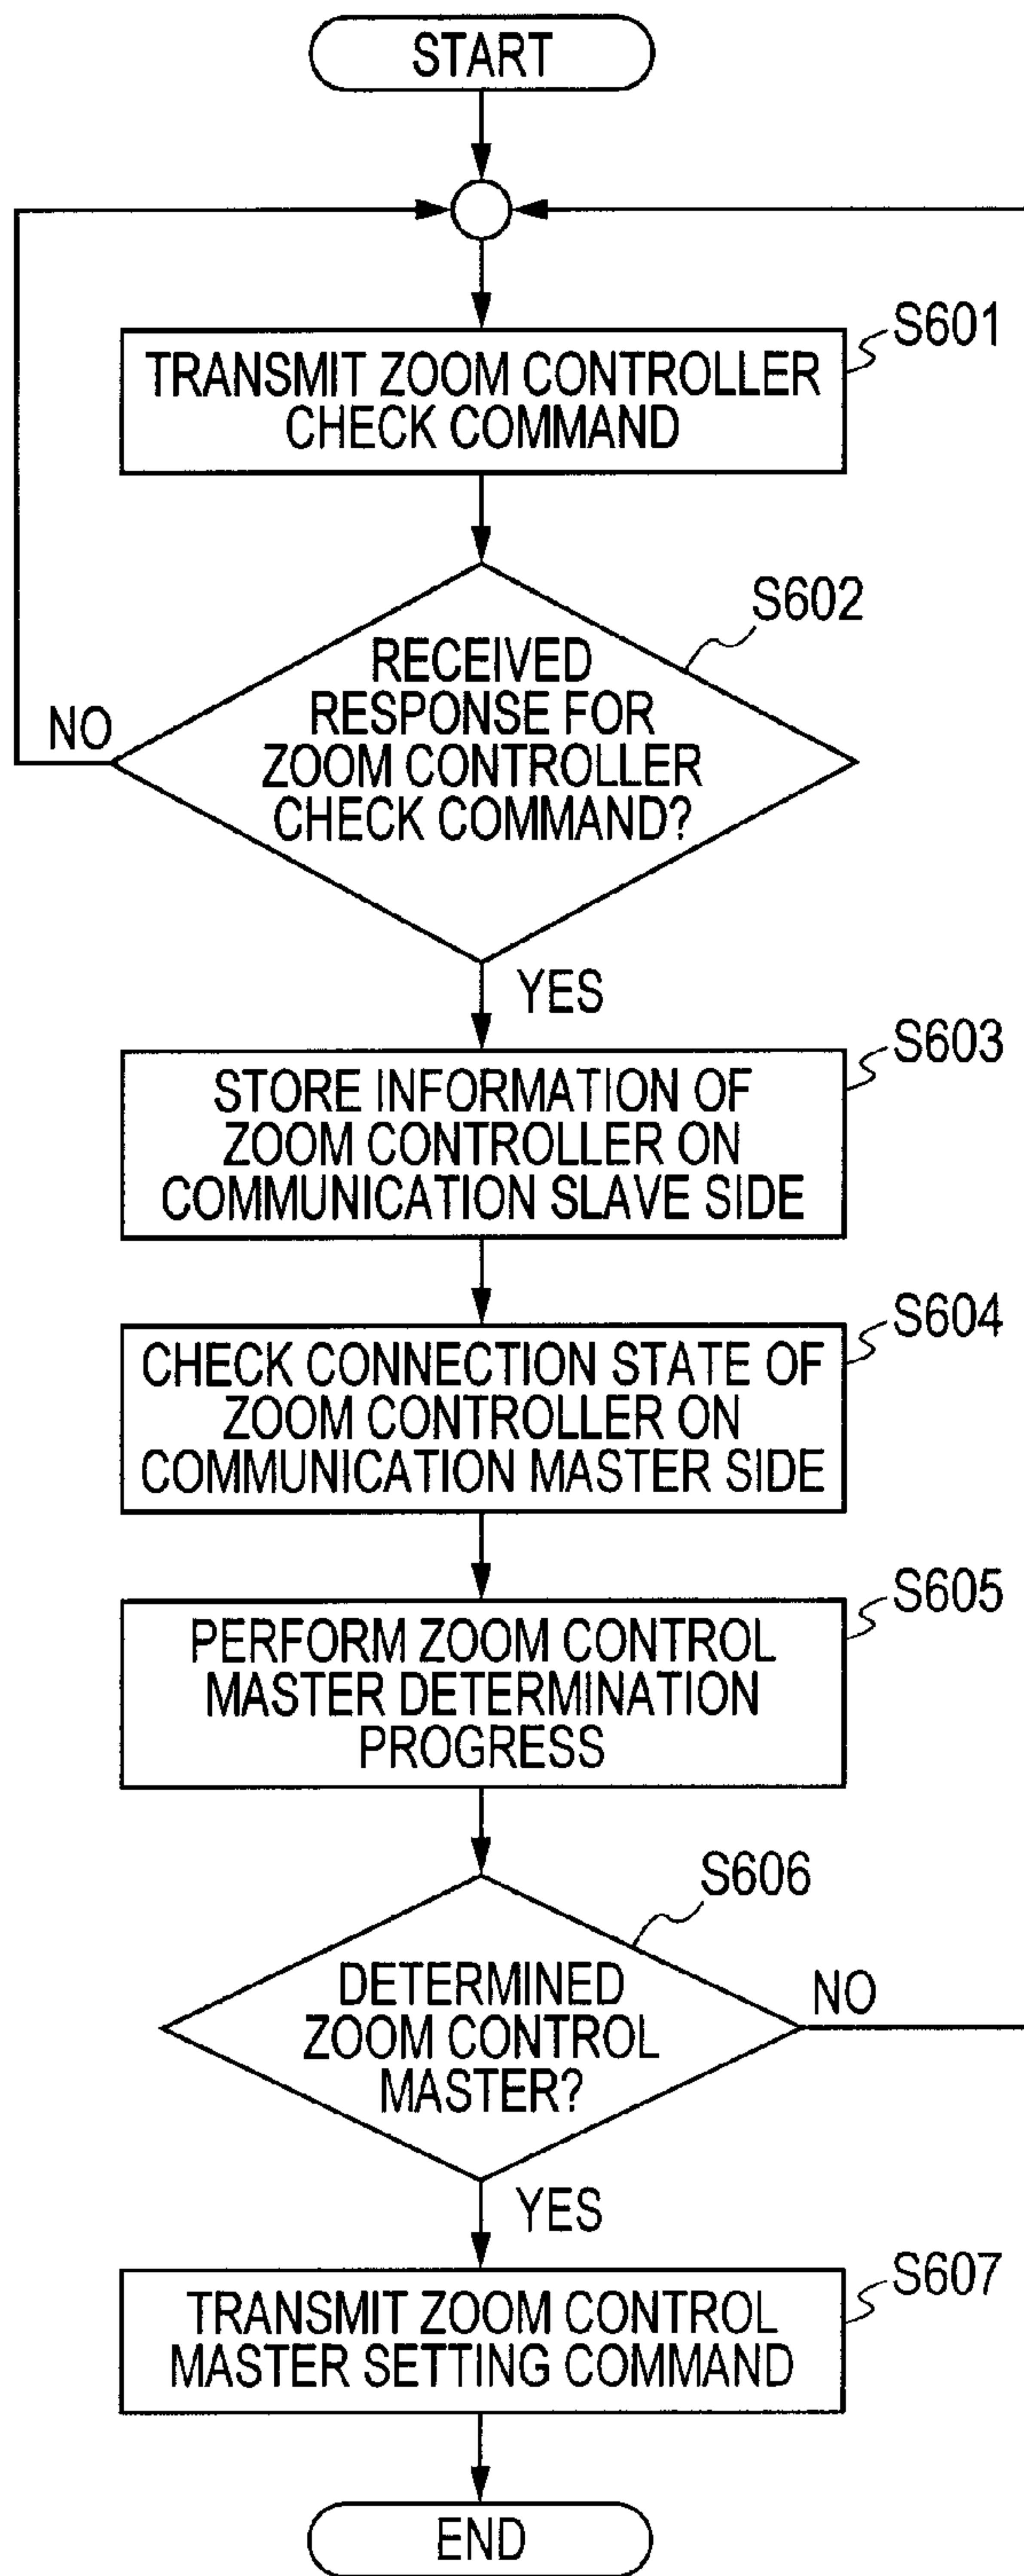 START
S601
TRANSMIT ZOOM CONTROLLER
CHECK COMMAND
S602
RECEIVED
RESPONSE FOR
ZOOM CONTROLLER
CHECK COMMAND?
NO
YES
S603
STORE INFORMATION OF
ZOOM CONTROLLER ON
COMMUNICATION SLAVE SIDE
S604
CHECK CONNECTION STATE OF
ZOOM CONTROLLER ON
COMMUNICATION MASTER SIDE
S605
PERFORM ZOOM CONTROL
MASTER DETERMINATION
PROGRESS
S606
DETERMINED
ZOOM CONTROL
MASTER?
NO
YES
S607
TRANSMIT ZOOM CONTROL
MASTER SETTING COMMAND
END